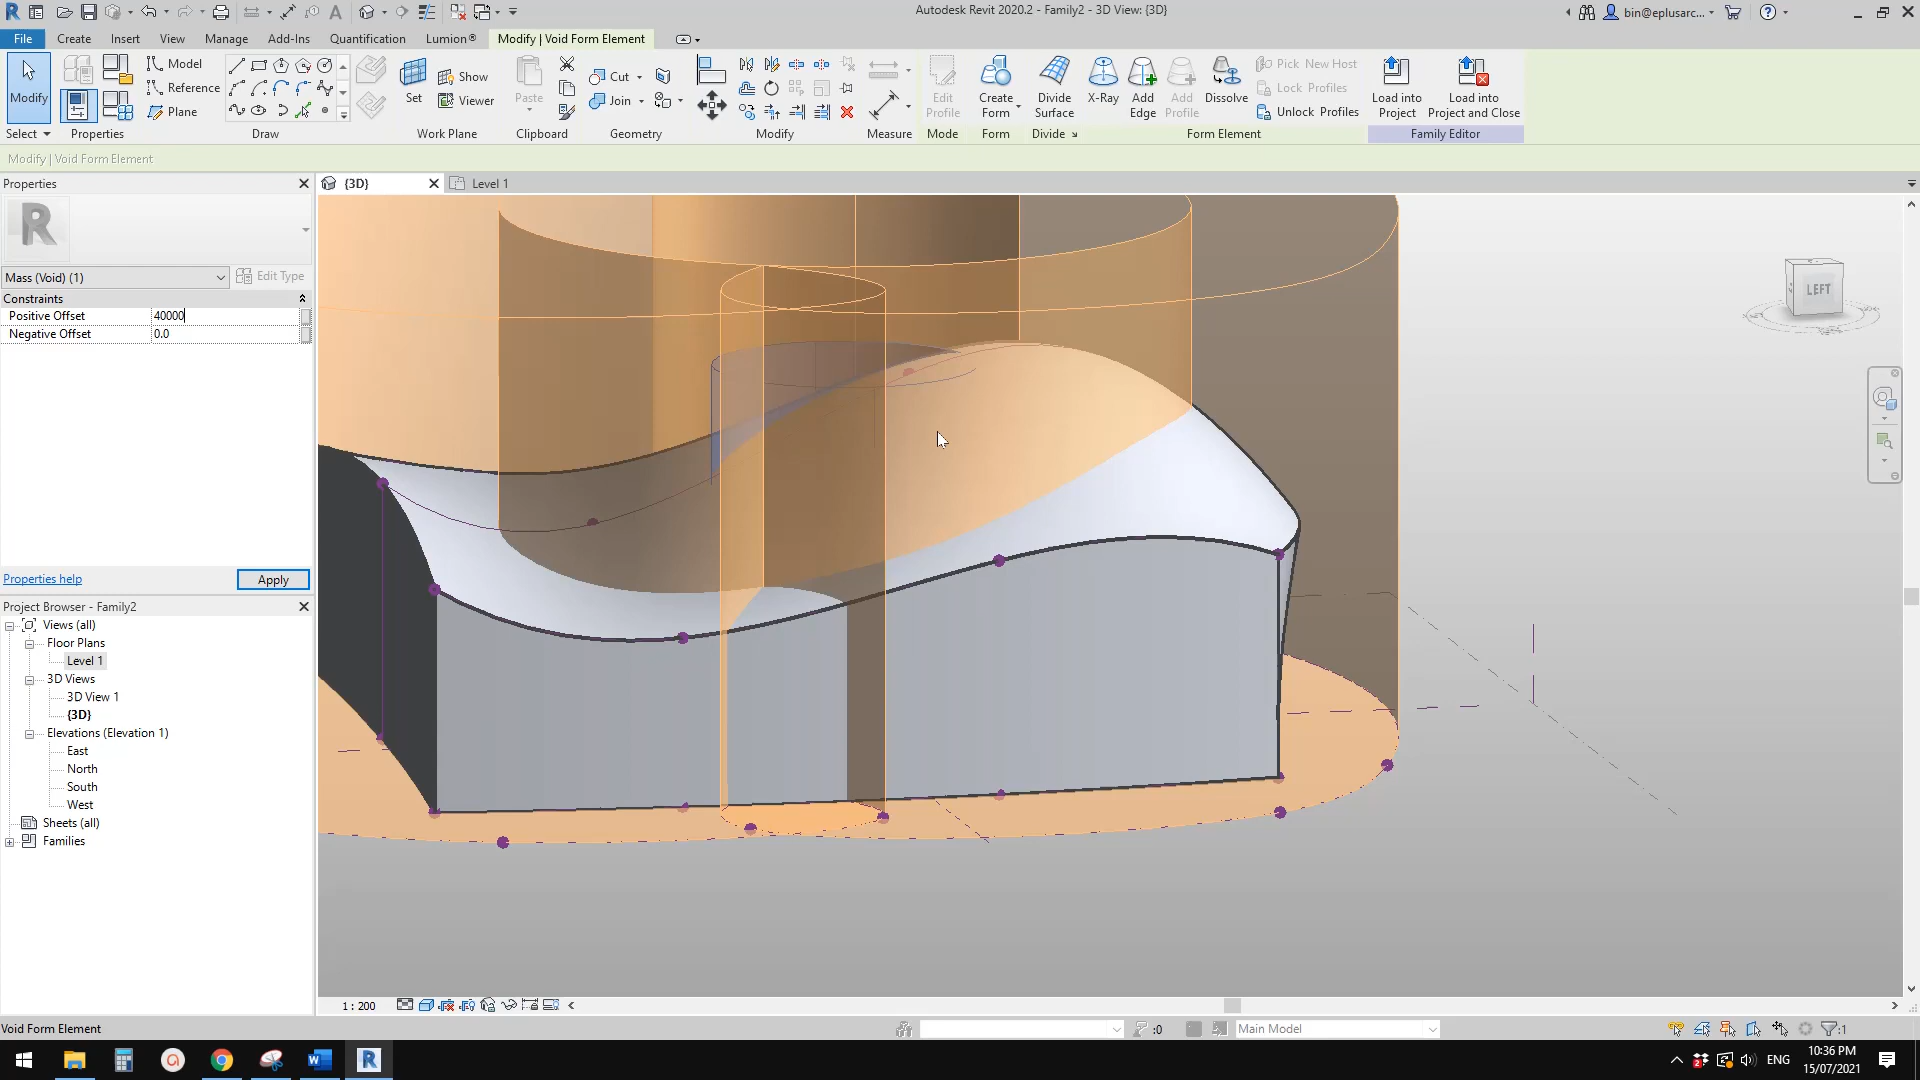 Autodesk Revit 2020.2 - Family2 - 3D View: {3D}
bin@eplusarc...
File
Create
Insert
View
Manage
Add-Ins
Quantification
Lumion®
Modify | Void Form Element
Modify
Select
Properties
Model
Reference
Plane
Draw
Set
Show
Viewer
Work Plane
Paste
Clipboard
Cut
Join
Geometry
Modify
Measure
Edit Profile
Mode
Create Form
Form
Divide Surface
Divide
X-Ray
Add Edge
Add Profile
Dissolve
Pick New Host
Lock Profiles
Unlock Profiles
Form Element
Load into Project
Load into Project and Close
Family Editor
Modify | Void Form Element
Properties
{3D}
Level 1
R
Mass (Void) (1)
Edit Type
Constraints
Positive Offset 40000
Negative Offset 0.0
Properties help
Apply
LEFT
Project Browser - Family2
Views (all)
Floor Plans
Level 1
3D Views
3D View 1
{3D}
Elevations (Elevation 1)
East
North
South
West
Sheets (all)
Families
1 : 200
Void Form Element
:0
Main Model
:1
ENG
10:36 PM
15/07/2021